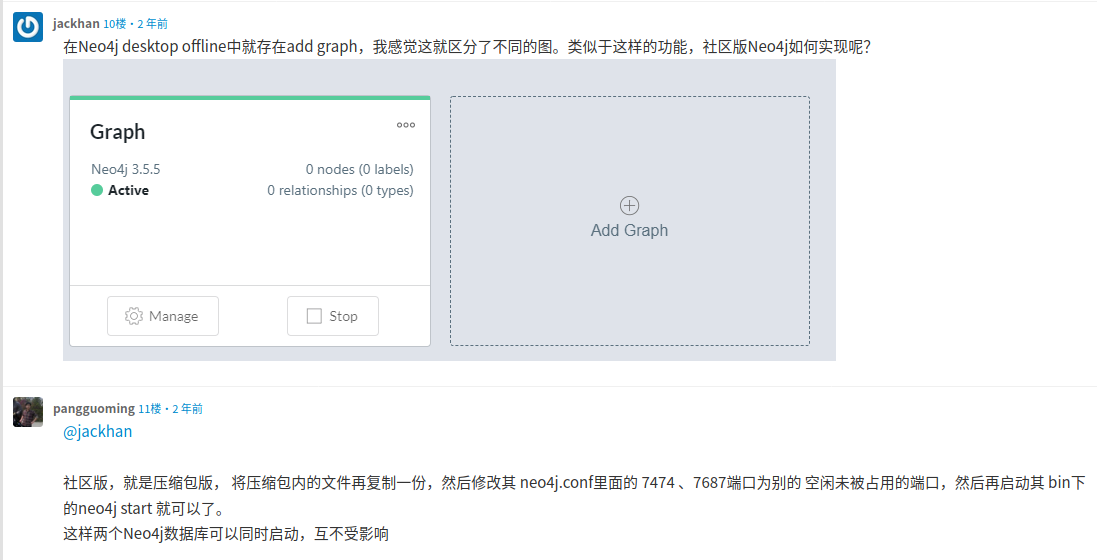 jackhan 10楼・2 年前
在Neo4j desktop offline中就存在add graph，我感觉这就区分了不同的图。类似于这样的功能，社区版Neo4j如何实现呢？
Graph
Neo4j 3.5.5
0 nodes (0 labels)
Active
0 relationships (0 types)
Add Graph
Manage
Stop
pangguoming 11楼・2 年前
@jackhan
社区版，就是压缩包版， 将压缩包内的文件再复制一份，然后修改其 neo4j.conf里面的 7474 、7687端口为别的 空闲未被占用的端口，然后再启动其 bin下
的neo4j start 就可以了。
这样两个Neo4j数据库可以同时启动，互不受影响